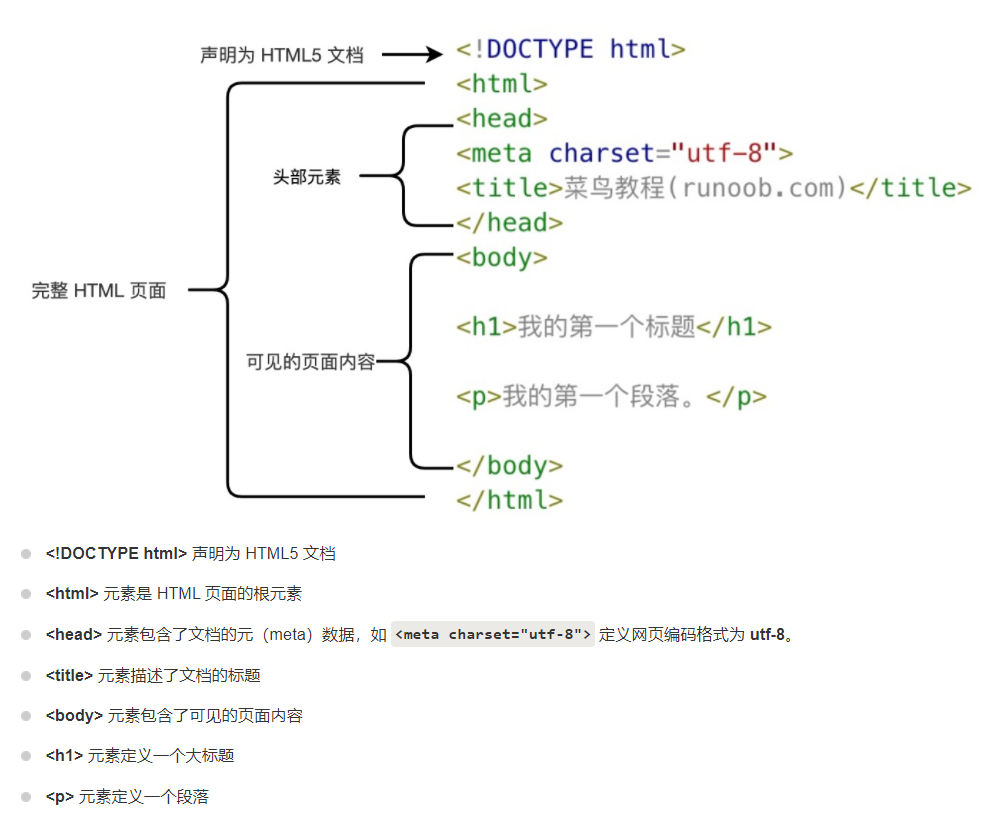 声明为 HTML5 文档
<!DOCTYPE html>
<html>
<head>
<meta charset="utf-8">
头部元素
<title>菜鸟教程(runoob.com)</title>
</head>
<body>
完整 HTML 页面
<h1>我的第一个标题</h1>
可见的页面内容
<p>我的第一个段落。</p>
</body>
</html>
<!DOCTYPE html> 声明为 HTML5 文档
<html> 元素是 HTML 页面的根元素
<head> 元素包含了文档的元（meta）数据，如 <meta charset="utf-8"> 定义网页编码格式为 utf-8。
<title> 元素描述了文档的标题
<body> 元素包含了可见的页面内容
<h1> 元素定义一个大标题
<p> 元素定义一个段落